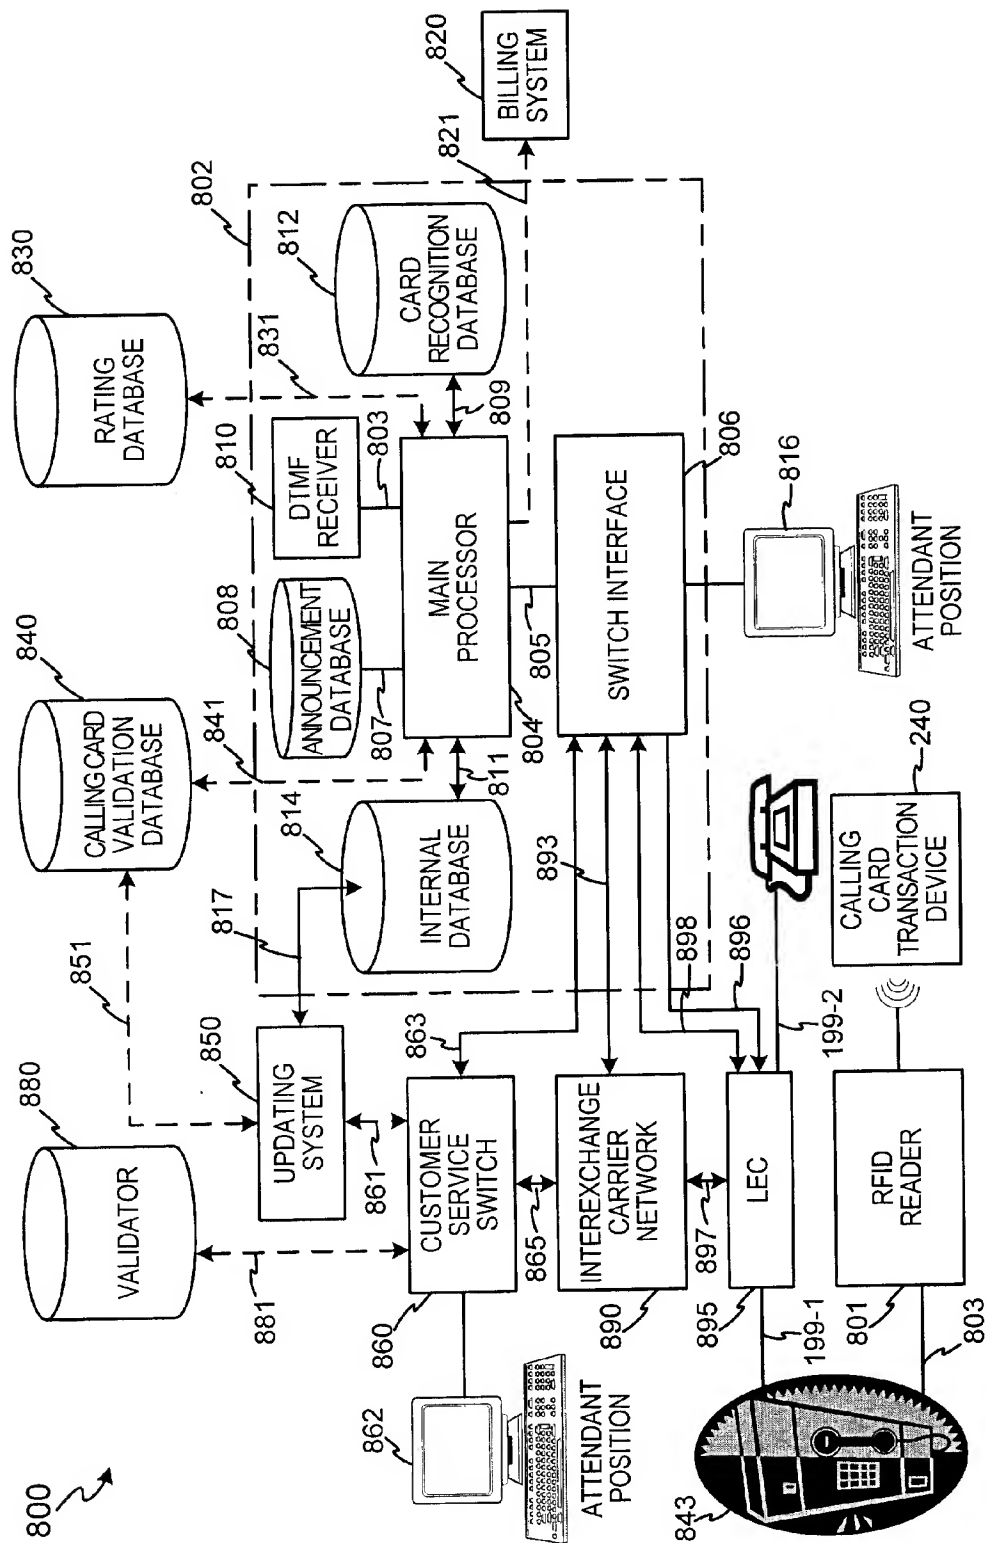 800
880
VALIDATOR
881
851
840
CALLING CARD
VALIDATION
DATABASE
841
830
RATING
DATABASE
831
850
UPDATING
SYSTEM
861
817
814
INTERNAL
DATABASE
811
808
ANNOUNCEMENT
DATABASE
807
810
DTMF
RECEIVER
803
802
812
CARD
RECOGNITION
DATABASE
809
821
820
BILLING
SYSTEM
MAIN
PROCESSOR
804
805
862
ATTENDANT
POSITION
860
CUSTOMER
SERVICE
SWITCH
863
865
890
INTEREXCHANGE
CARRIER
NETWORK
893
897
898
896
SWITCH INTERFACE
806
816
ATTENDANT
POSITION
895
LEC
199-1
199-2
843
803
801
RFID
READER
240
CALLING
CARD
TRANSACTION
DEVICE